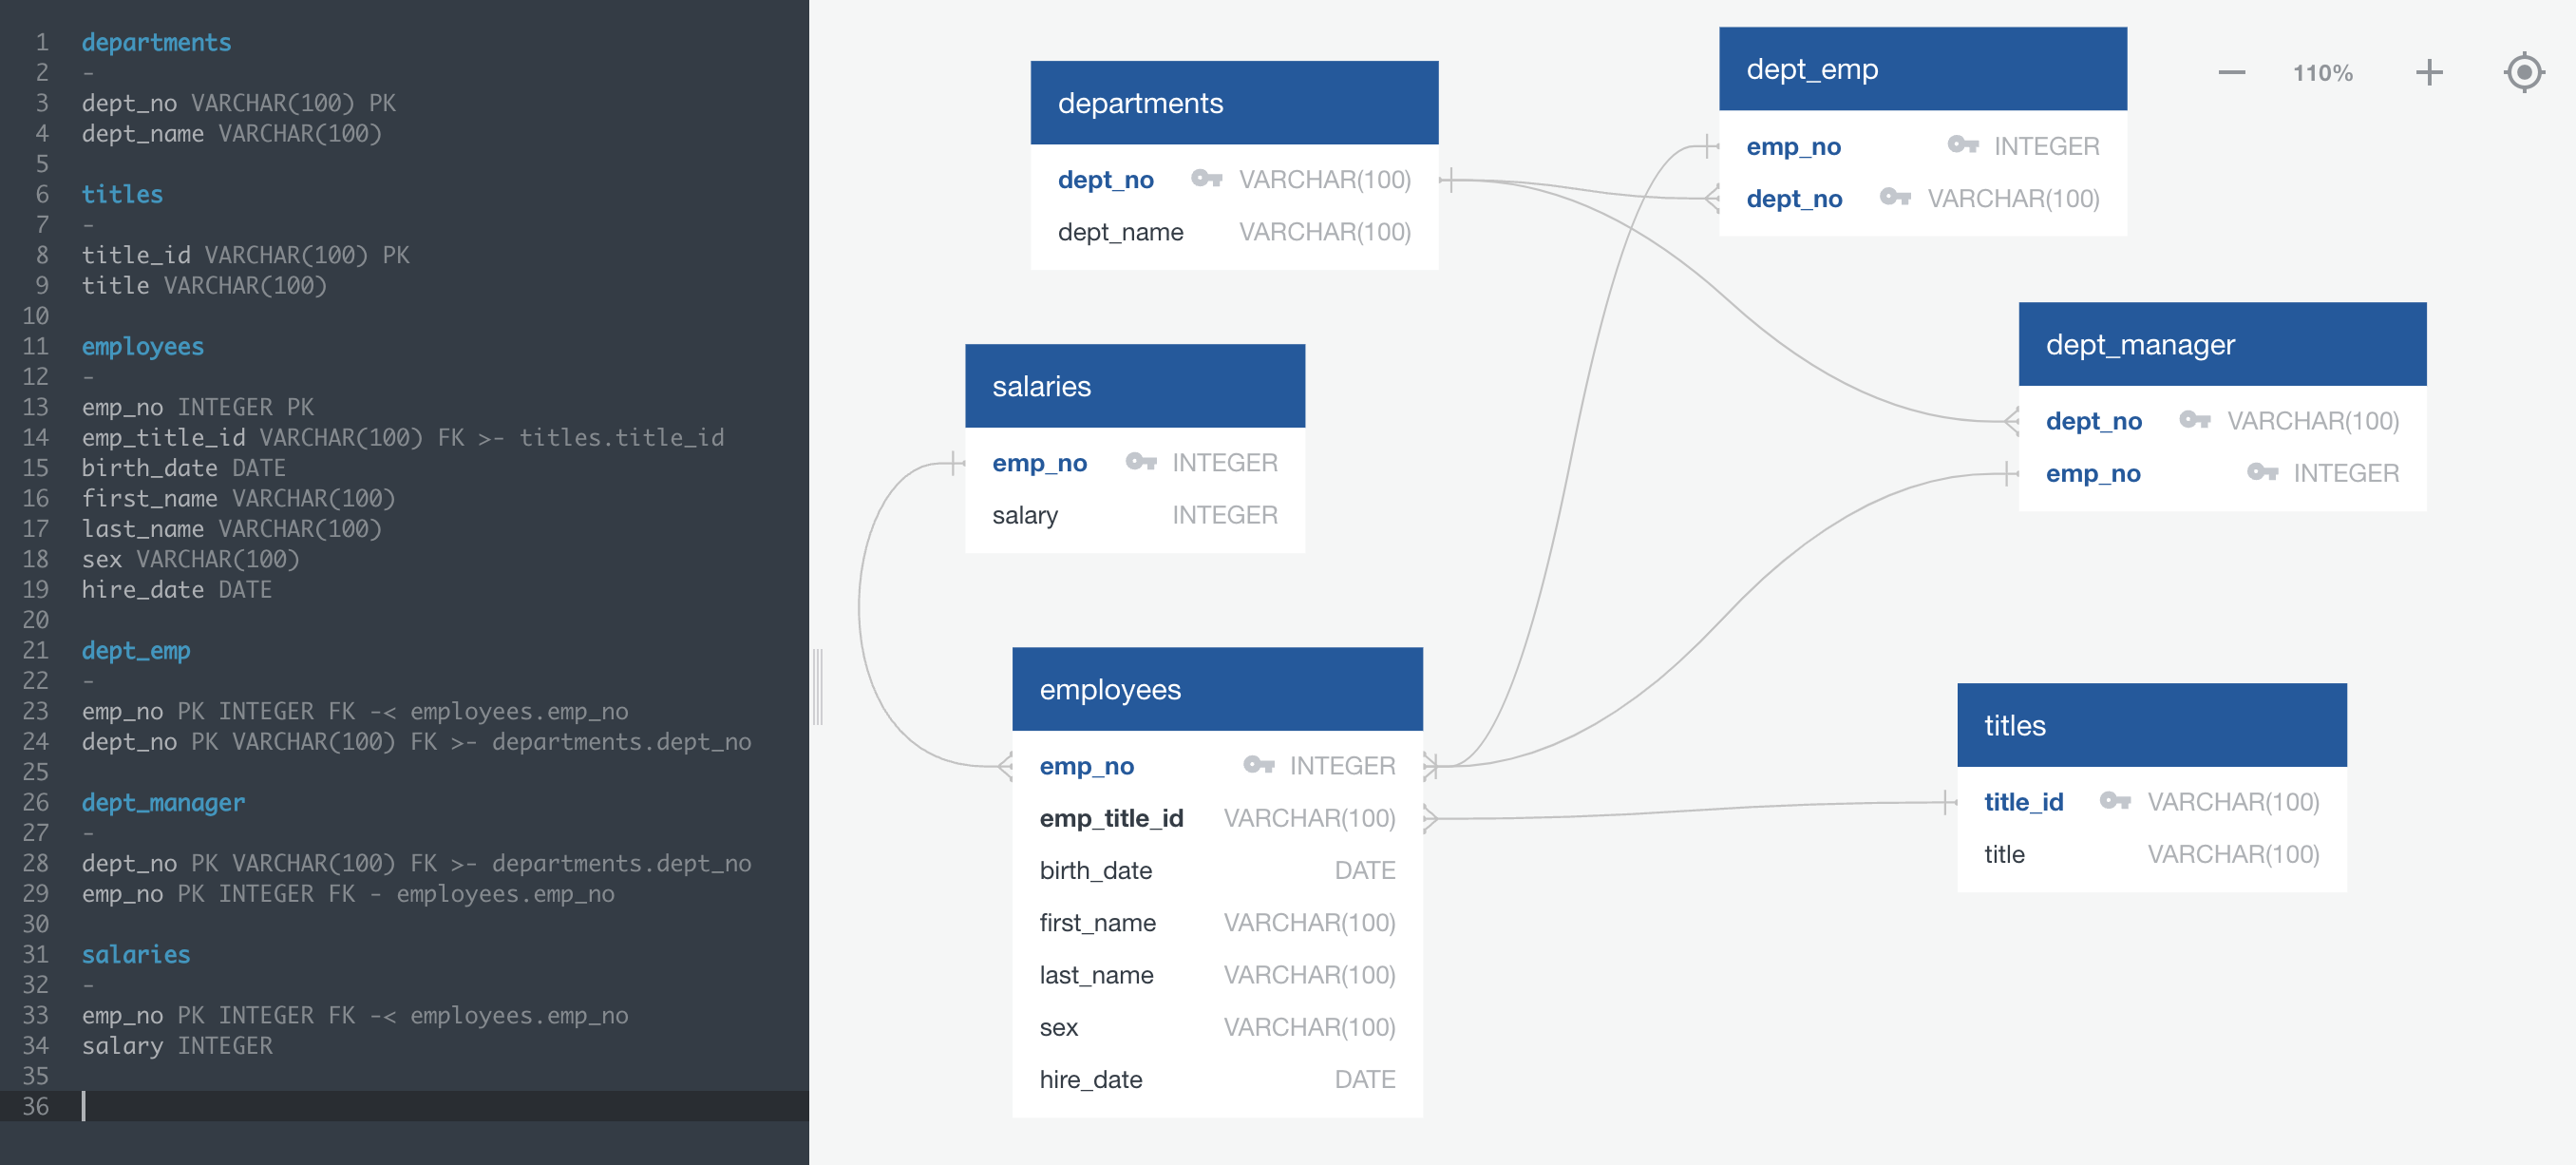 1 departments
2 -
3 dept_no VARCHAR(100) PK
4 dept_name VARCHAR(100)
5
6 titles
7 -
8 title_id VARCHAR(100) PK
9 title VARCHAR(100)
10
11 employees
12 -
13 emp_no INTEGER PK
14 emp_title_id VARCHAR(100) FK >- titles.title_id
15 birth_date DATE
16 first_name VARCHAR(100)
17 last_name VARCHAR(100)
18 sex VARCHAR(100)
19 hire_date DATE
20
21 dept_emp
22 -
23 emp_no PK INTEGER FK -< employees.emp_no
24 dept_no PK VARCHAR(100) FK >- departments.dept_no
25
26 dept_manager
27 -
28 dept_no PK VARCHAR(100) FK >- departments.dept_no
29 emp_no PK INTEGER FK - employees.emp_no
30
31 salaries
32 -
33 emp_no PK INTEGER FK -< employees.emp_no
34 salary INTEGER
35
36
departments
dept_no VARCHAR(100)
dept_name VARCHAR(100)
dept_emp
emp_no INTEGER
dept_no VARCHAR(100)
110%
salaries
emp_no INTEGER
salary INTEGER
dept_manager
dept_no VARCHAR(100)
emp_no INTEGER
employees
emp_no INTEGER
emp_title_id VARCHAR(100)
birth_date DATE
first_name VARCHAR(100)
last_name VARCHAR(100)
sex VARCHAR(100)
hire_date DATE
titles
title_id VARCHAR(100)
title VARCHAR(100)